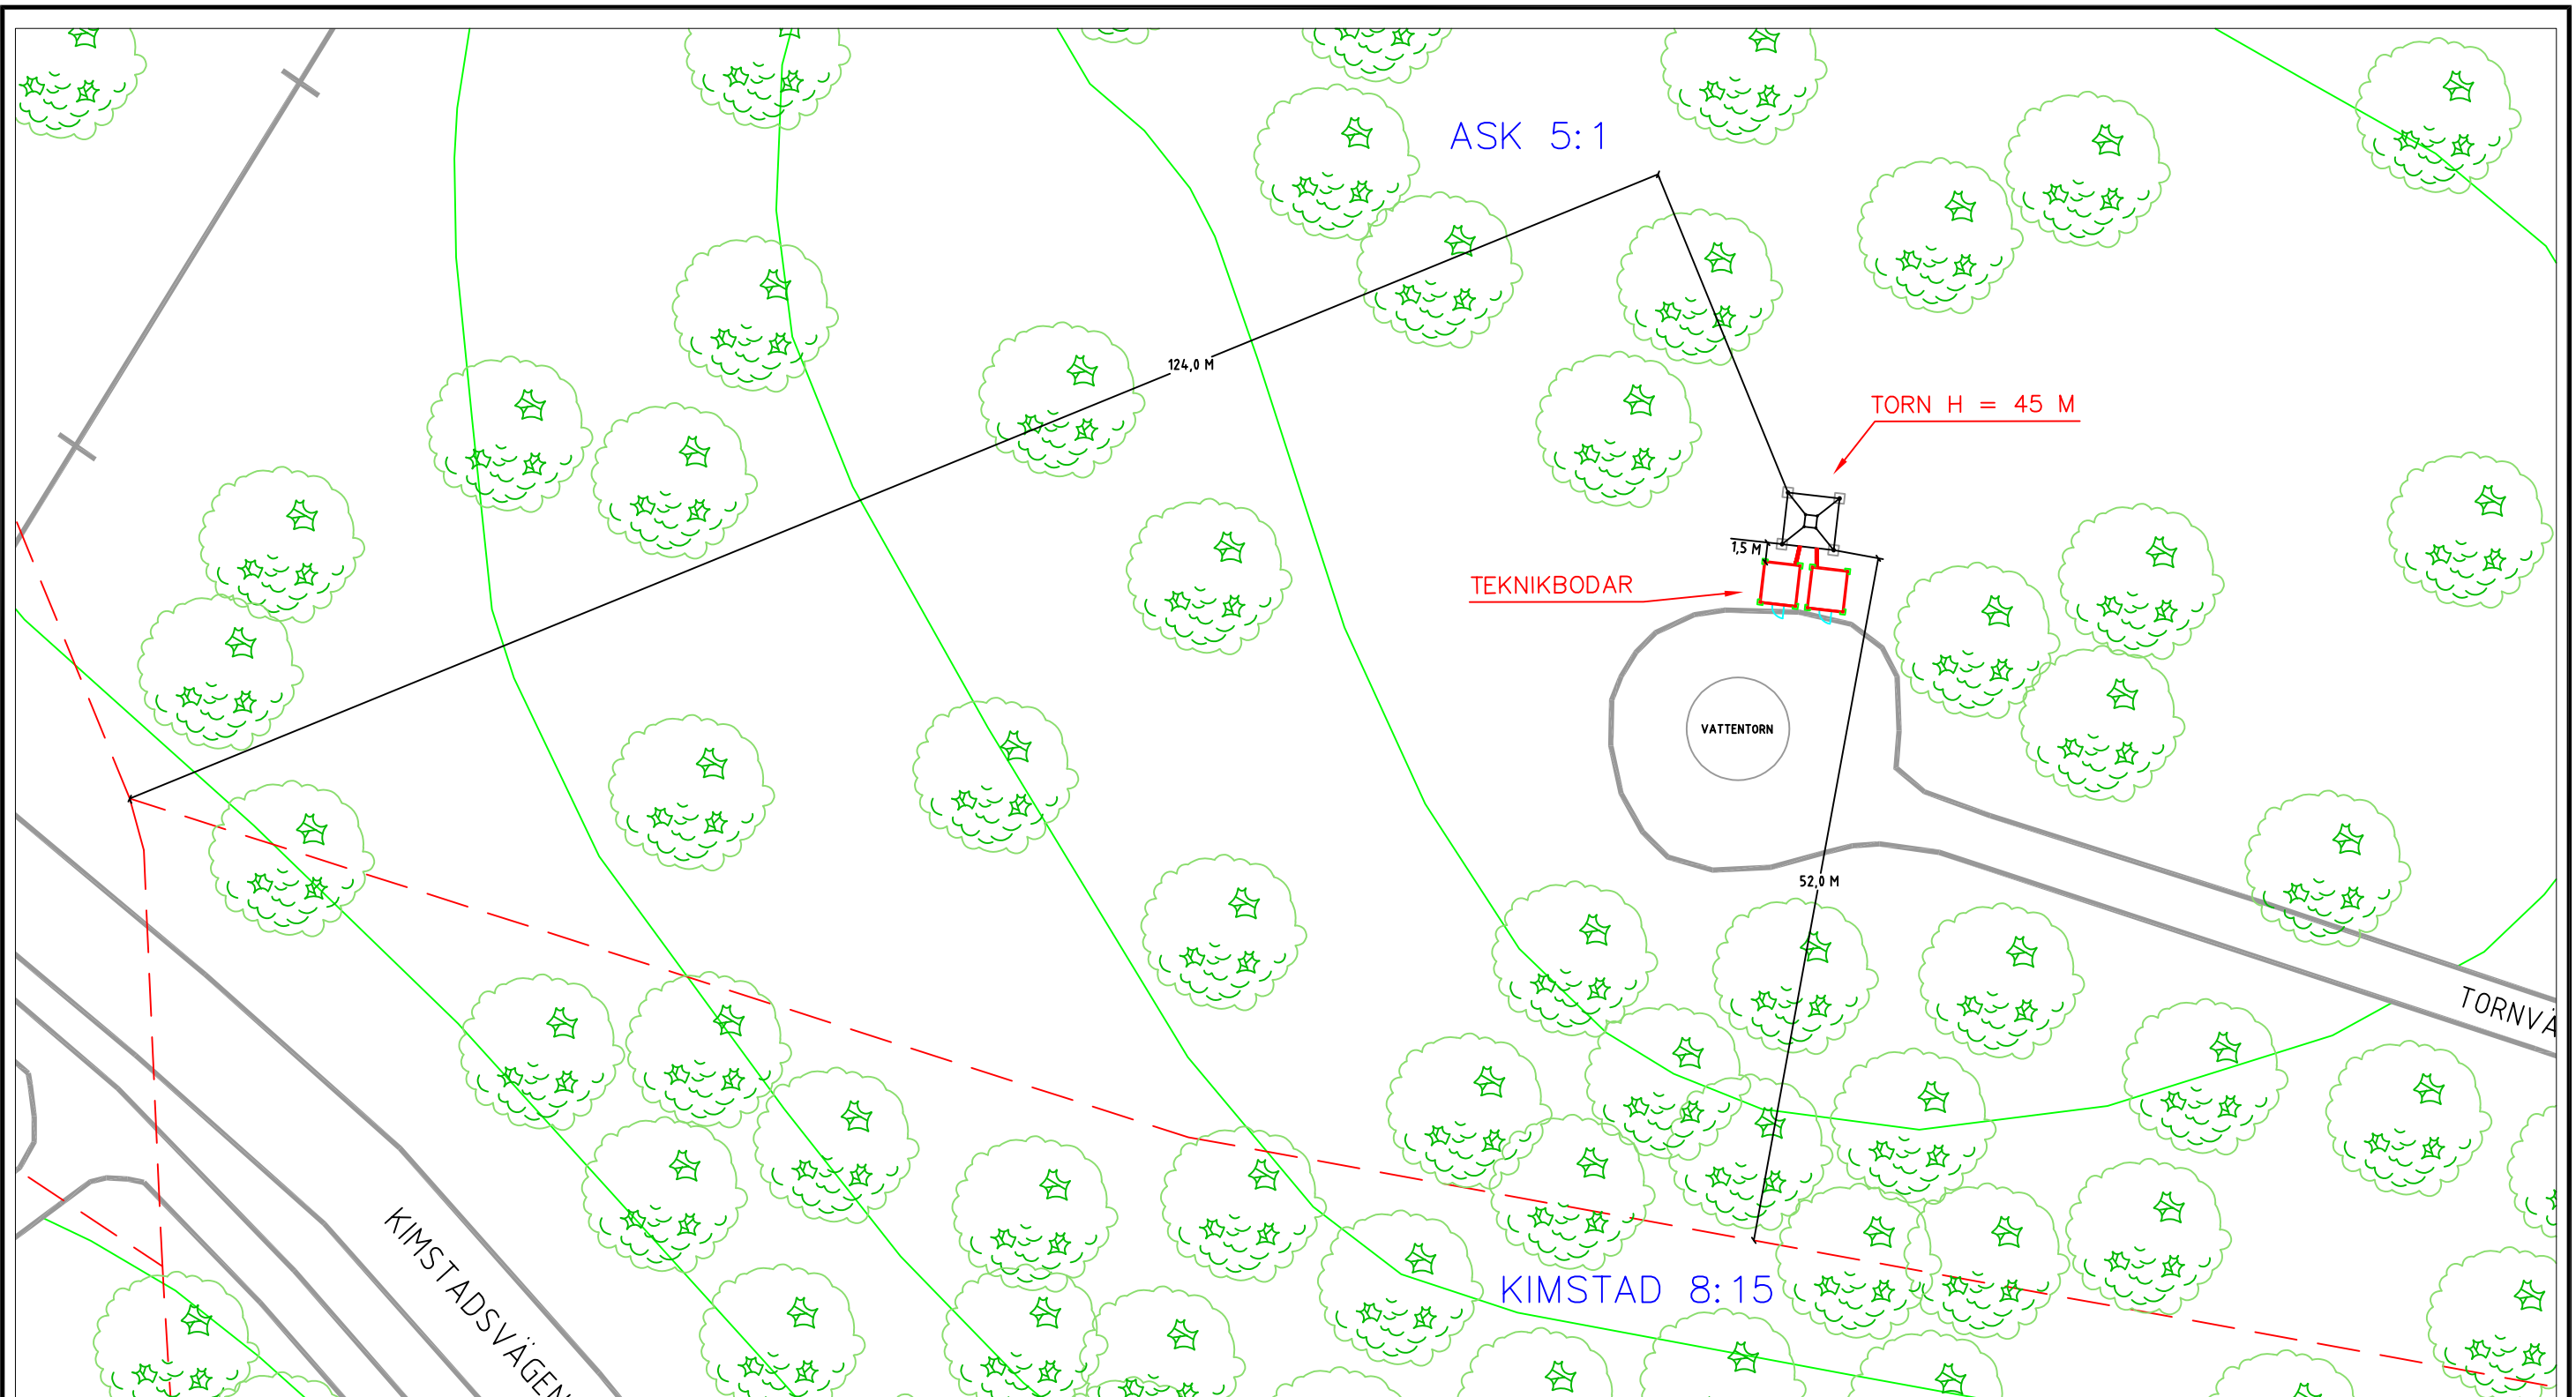 ASK 5:1
124,0 M
TORN H = 45 M
1,5 M
TEKNIKBODAR
VATTENTORN
52,0 M
TORNVÄ
KIMSTADSVÄGEN
KIMSTAD 8:15